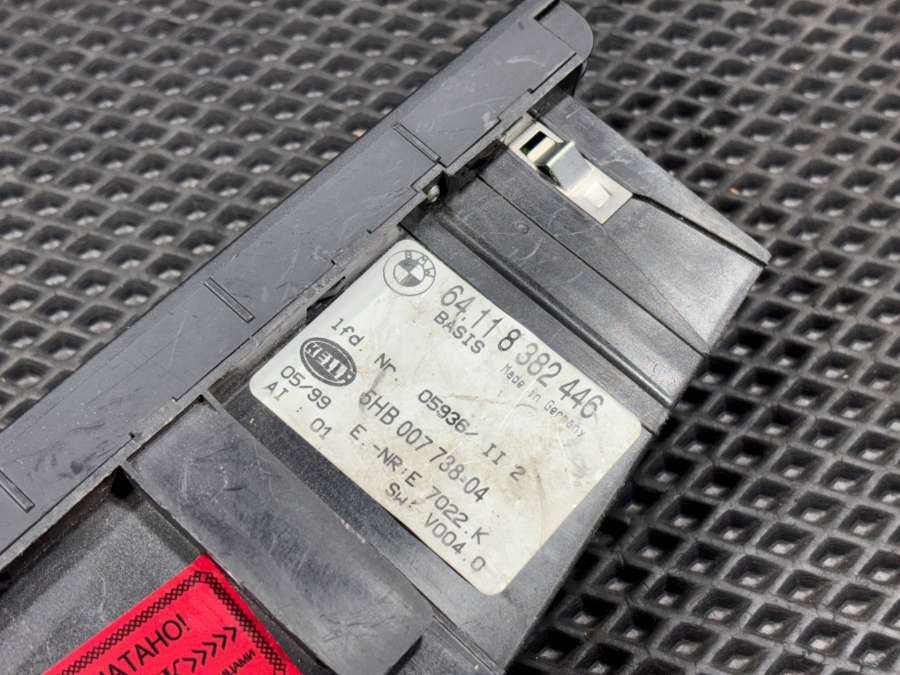 BMW
64.11 8 382 446
BASIS
Made in Germany
lfd. Nr 05936/ II 2
HELLA
5HB 007 738-04
05/99 E.-NR:E 7022.K
AI : 01 SW: V004.0
АТАНО!